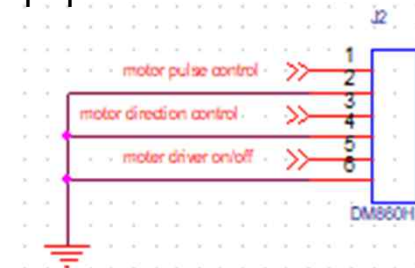 J2
1
motor pulse control
2
3
motor direction control
4
5
motor driver on/off
6
DM860H